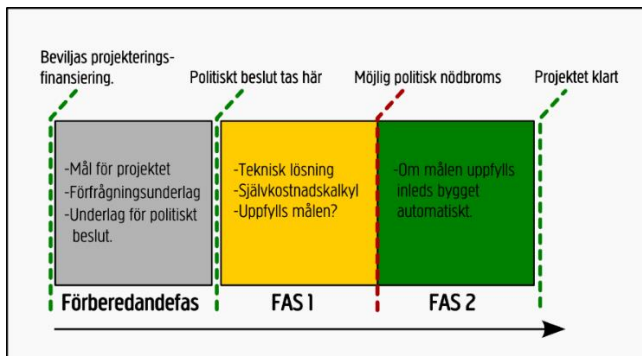 Beviljas projekterings-
finansiering.
Politiskt beslut tas här
Möjlig politisk nödbroms
Projektet klart
-Mål för projektet
-Förfrågningsunderlag
-Underlag för politiskt
beslut.
-Teknisk lösning
-Självkostnadskalkyl
-Uppfylls målen?
-Om målen uppfylls
inleds bygget
automatiskt.
Förberedandefas
FAS 1
FAS 2